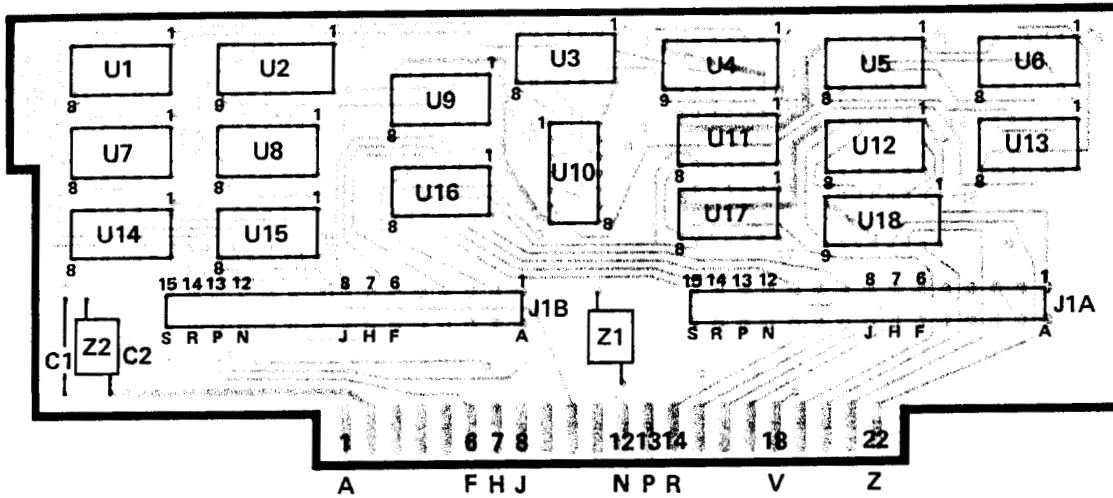 1 1 1 1 1 1
U1 U2 U3 U4 U5 U6
8 8 8 9 8 8
1
U9
8
1 1 1 1 1 1
U7 U8 U10 U11 U12 U13
8 8 8 8 8 8
1
U16
8
1 1 1 1
U14 U15 U17 U18
8 8 8 9
15 14 13 12 8 7 6 1 15 14 13 12 8 7 6 1
J1B J1A
S R P N J H F A S R P N J H F A
C1 Z2 C2 Z1
1 6 7 8 12 13 14 18 22
A F H J N P R V Z